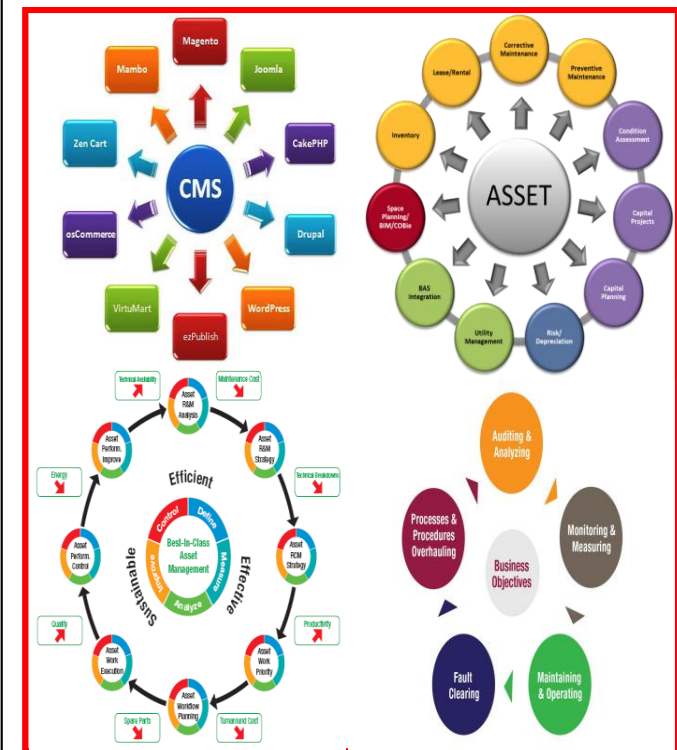 Magento
Mambo
Joomla
Zen Cart
CakePHP
CMS
osCommerce
Drupal
VirtuMart
WordPress
ezPublish
Corrective
Maintenance
Lease/Rental
Preventive
Maintenance
Inventory
Condition
Assessment
ASSET
Space
Planning/
BIM/COBie
Capital
Projects
BAS
Integration
Capital
Planning
Utility
Management
Risk/
Depreciation
Technical Availability
Maintenance Cost
Asset
R&M
Analysis
Asset
Perform.
Improve
Asset
R&M
Strategy
Energy
Technical Breakdowns
Efficient
Effective
Sustainable
Control
Define
Measure
Analyze
Improve
Best-In-Class
Asset
Management
Asset
Perform.
Control
Asset
RCM
Strategy
Quality
Productivity
Asset
Work
Execution
Asset
Work
Priority
Asset
Workflow
Planning
Spare Parts
Turnaround Cost
Auditing &
Analyzing
Processes &
Procedures
Overhauling
Monitoring &
Measuring
Business
Objectives
Fault
Clearing
Maintaining
& Operating